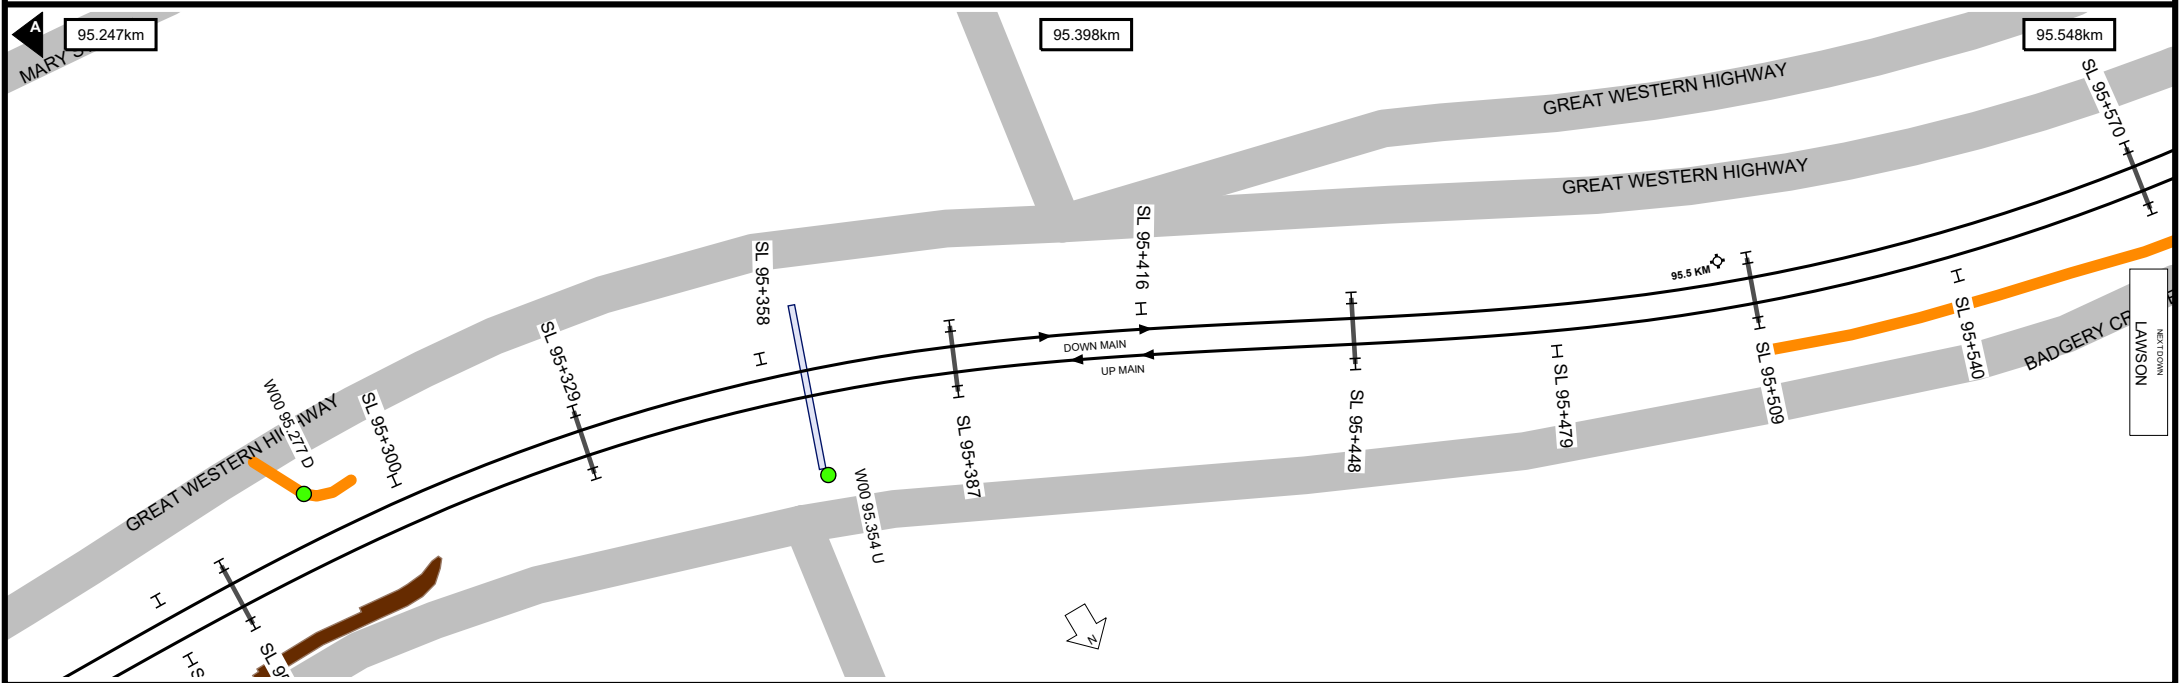 A
95.247km
95.398km
95.548km
MARY S
GREAT WESTERN HIGHWAY
GREAT WESTERN HIGHWAY
GREAT WESTERN HIGHWAY
SL 95+570
SL 95+416
SL 95+358
95.5 KM
SL 95+329
DOWN MAIN
UP MAIN
W00 95.277 D
SL 95+300
SL 95+387
SL 95+448
SL 95+479
SL 95+509
SL 95+540
BADGERY CR
NEXT DOWN
LAWSON
W00 95.354 U
N
SL 95
S